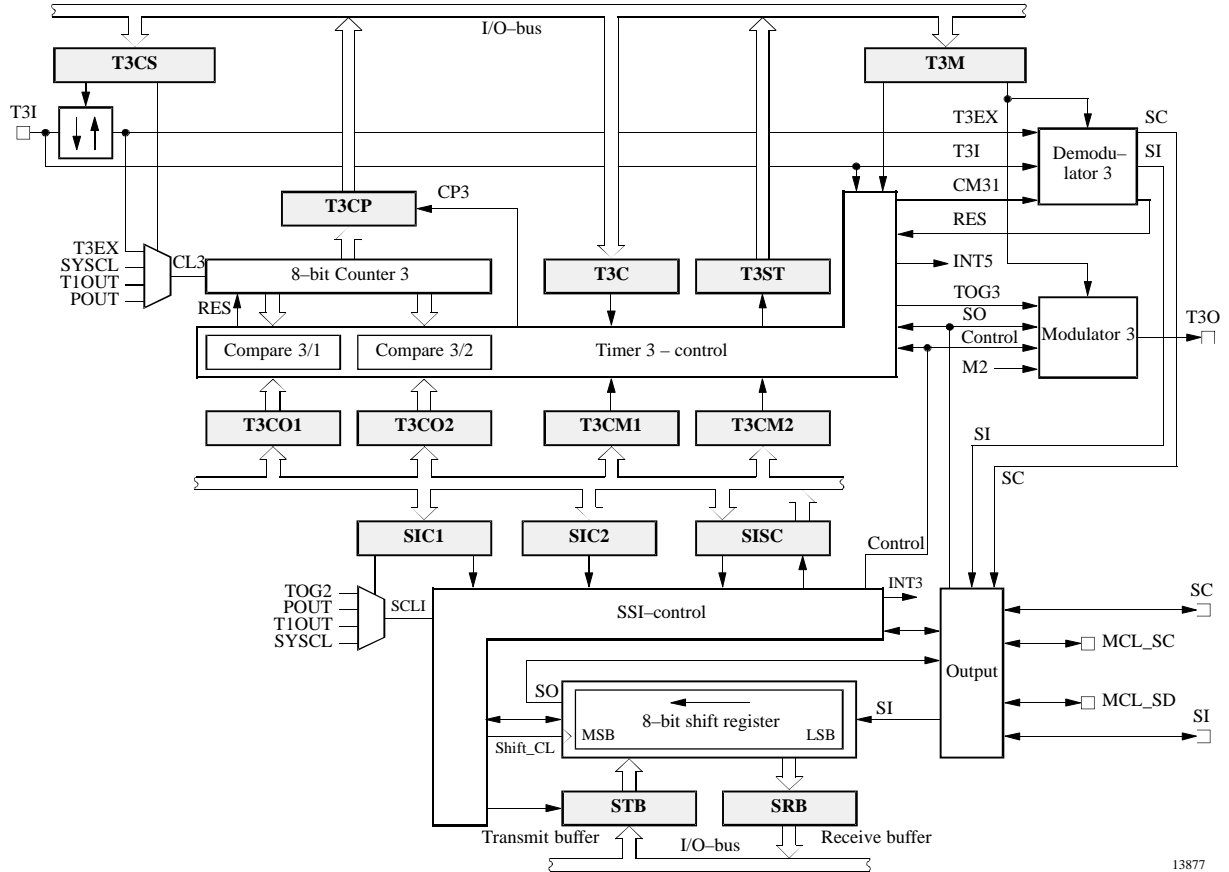 I/O–bus
T3CS
T3M
T3I
T3EX
SC
T3I
SI
Demodu–
lator 3
T3CP
CP3
CM31
RES
T3EX
SYSCL
T1OUT
POUT
CL3
8–bit Counter 3
T3C
T3ST
INT5
RES
TOG3
SO
Control
M2
Modulator 3
T3O
Compare 3/1
Compare 3/2
Timer 3 – control
T3CO1
T3CO2
T3CM1
T3CM2
SI
SC
SIC1
SIC2
SISC
Control
TOG2
POUT
T1OUT
SYSCL
SCLI
SSI–control
INT3
SC
MCL_SC
Output
SO
8–bit shift register
MSB
LSB
SI
MCL_SD
SI
Shift_CL
STB
SRB
Transmit buffer
I/O–bus
Receive buffer
13877